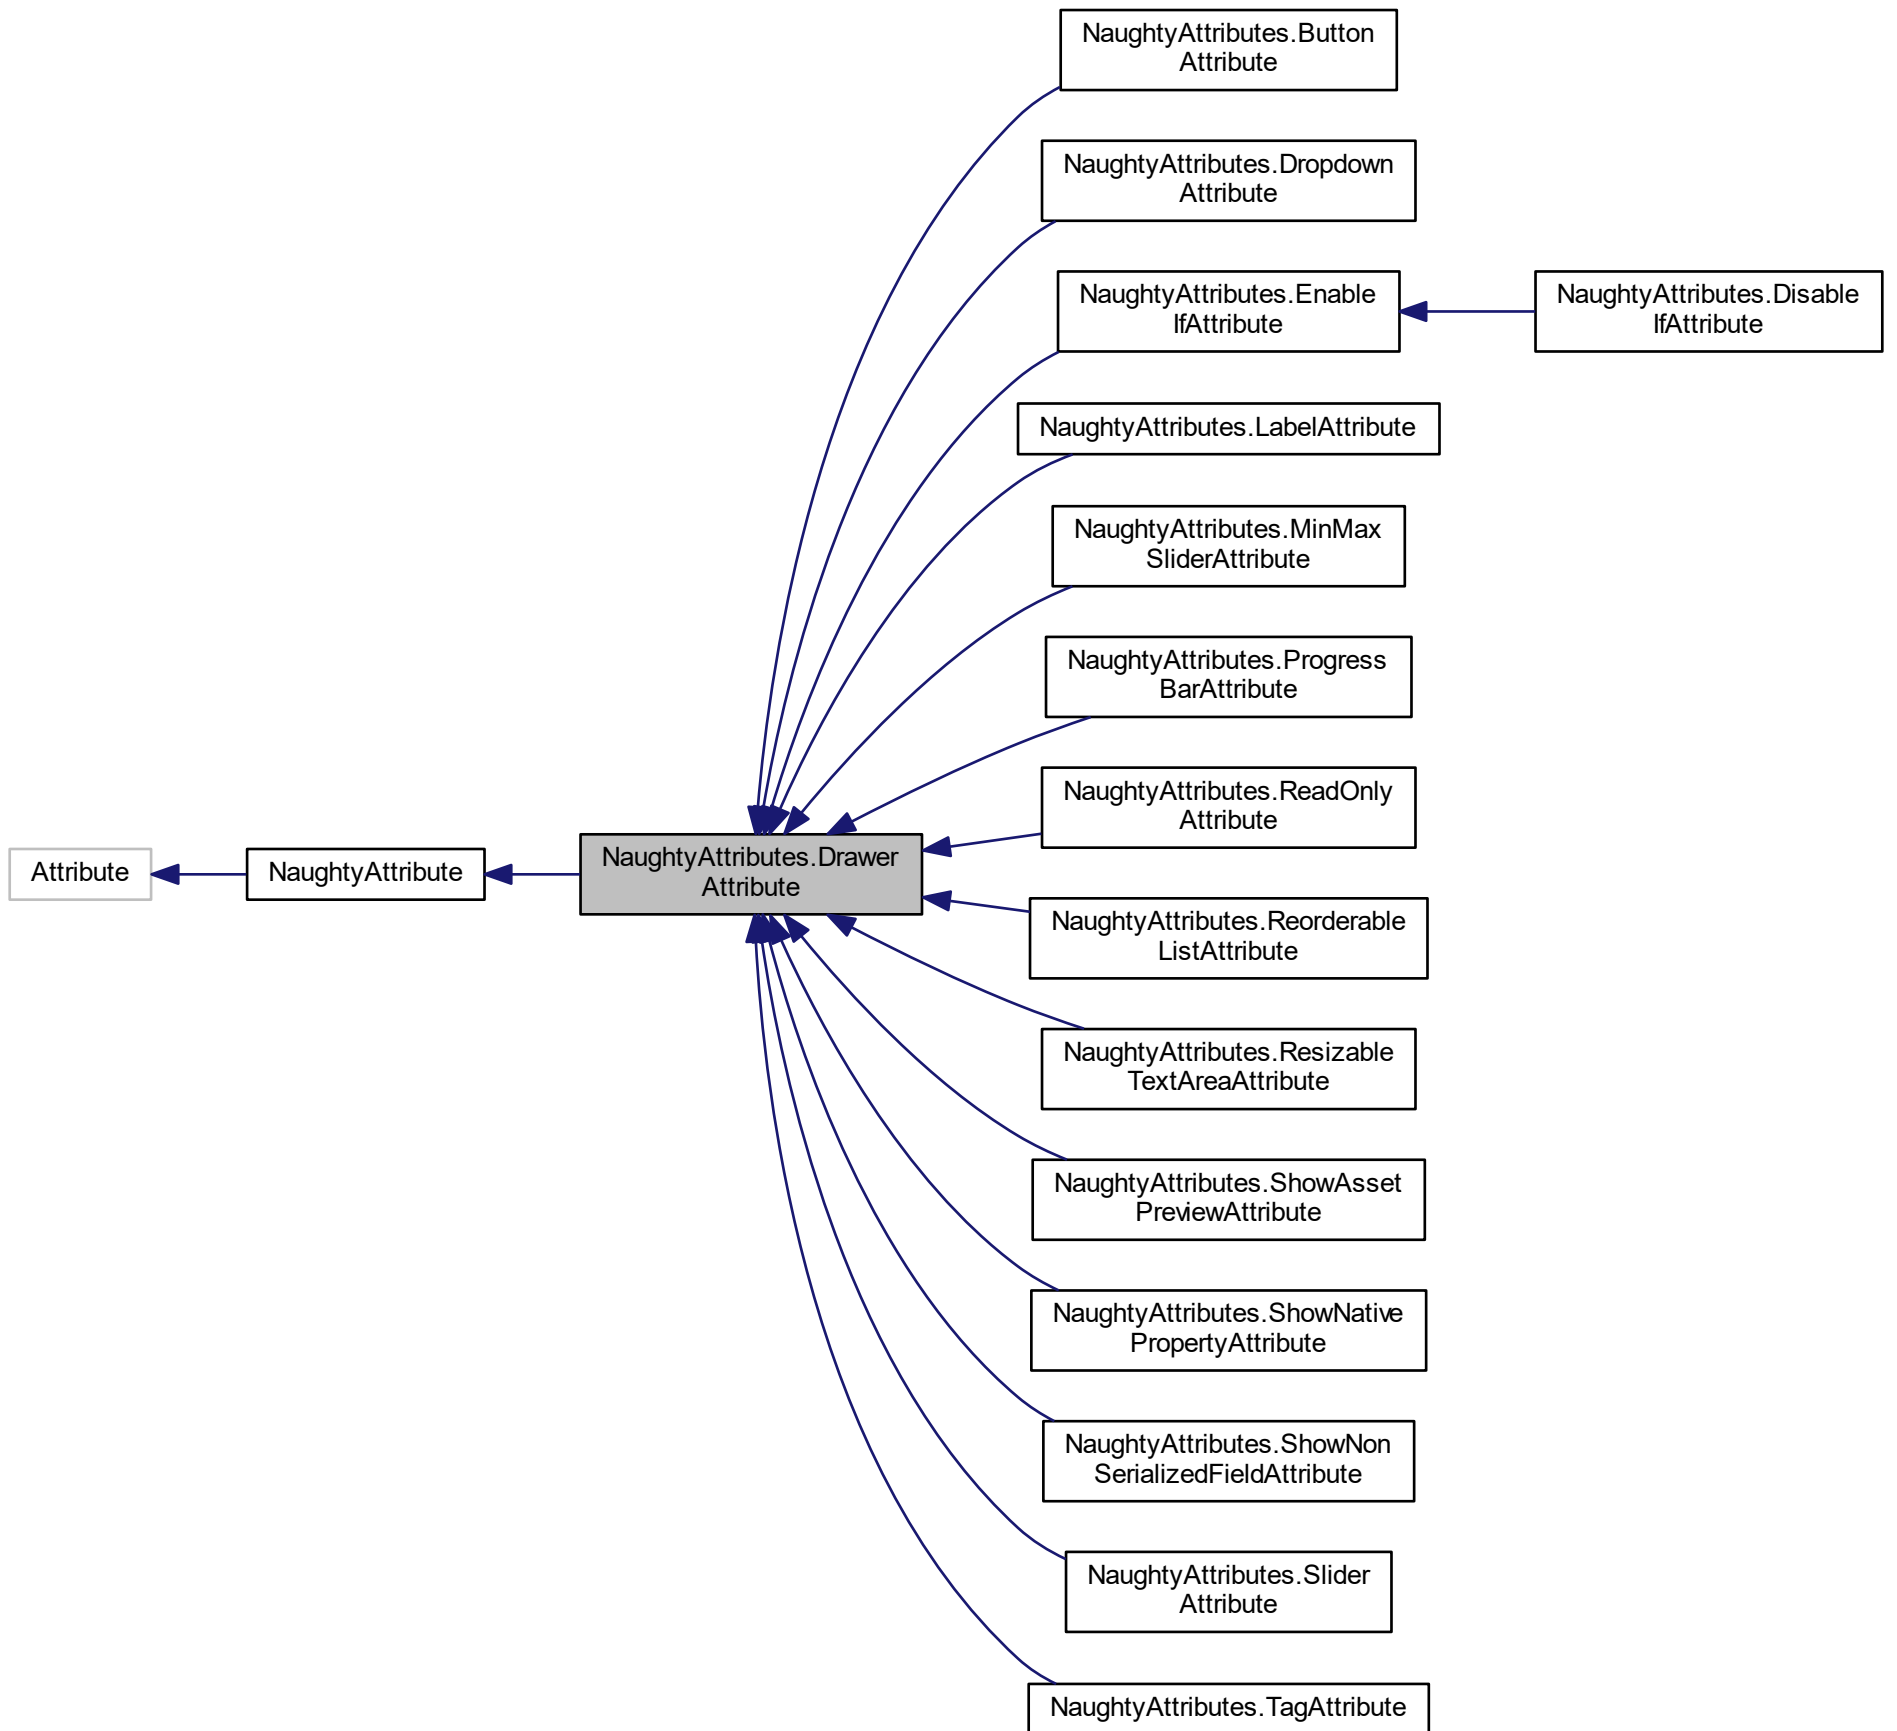 NaughtyAttributes.Button
Attribute
NaughtyAttributes.Dropdown
Attribute
NaughtyAttributes.Enable
IfAttribute
NaughtyAttributes.Disable
IfAttribute
NaughtyAttributes.LabelAttribute
NaughtyAttributes.MinMax
SliderAttribute
NaughtyAttributes.Progress
BarAttribute
NaughtyAttributes.ReadOnly
Attribute
Attribute
NaughtyAttribute
NaughtyAttributes.Drawer
Attribute
NaughtyAttributes.Reorderable
ListAttribute
NaughtyAttributes.Resizable
TextAreaAttribute
NaughtyAttributes.ShowAsset
PreviewAttribute
NaughtyAttributes.ShowNative
PropertyAttribute
NaughtyAttributes.ShowNon
SerializedFieldAttribute
NaughtyAttributes.Slider
Attribute
NaughtyAttributes.TagAttribute